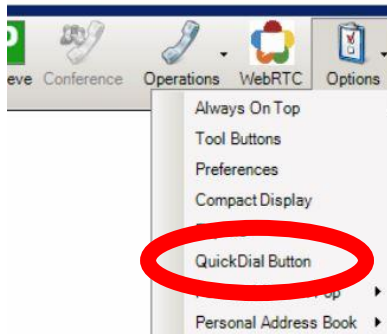 eve Conference Operations WebRTC Options
Always On Top
Tool Buttons
Preferences
Compact Display
QuickDial Button
Personal Address Book